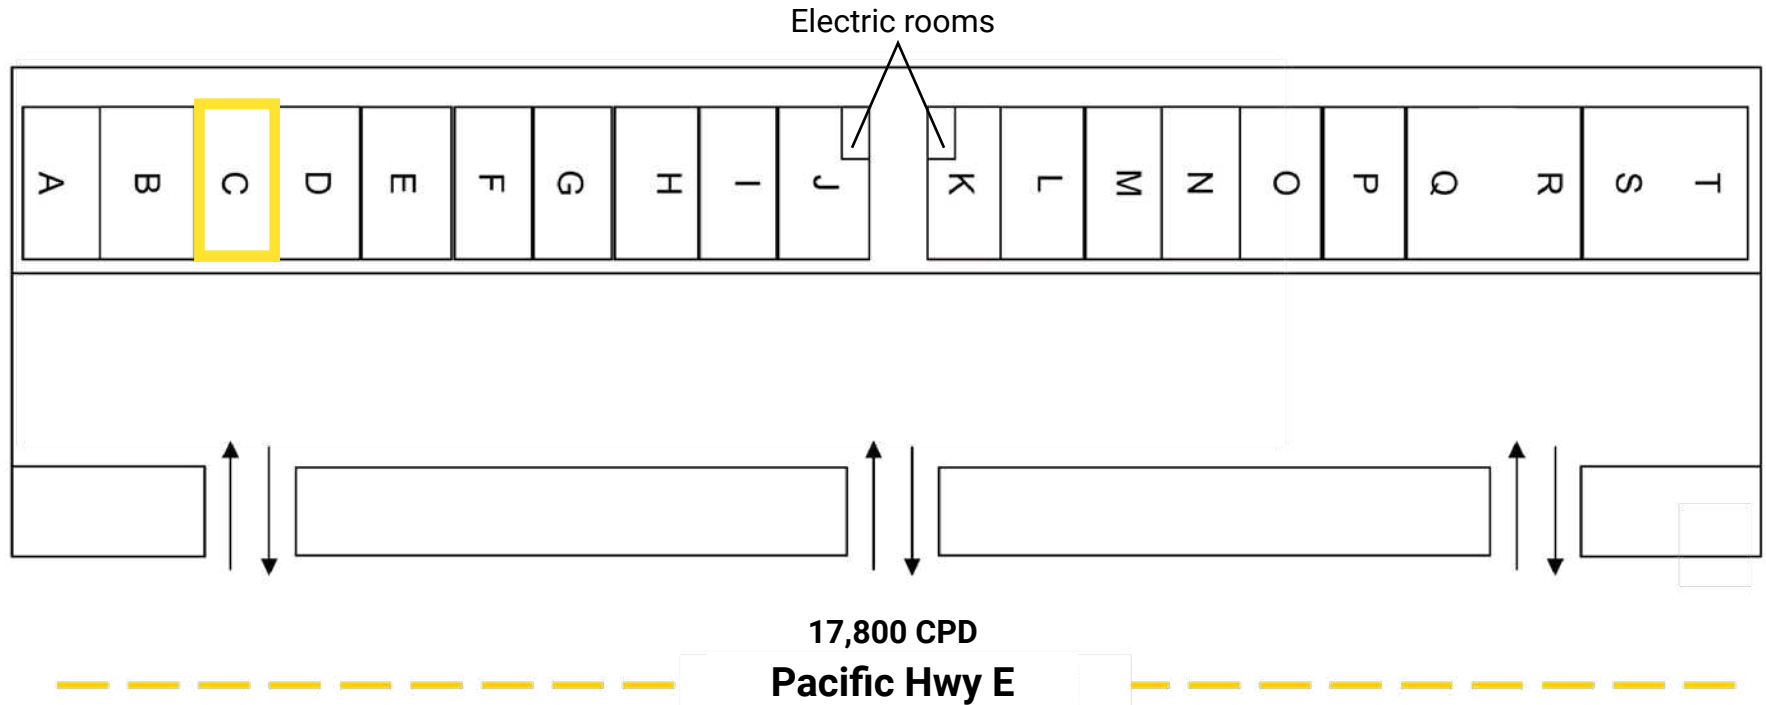 Electric rooms
A B C D E F G H I J K L M N O P Q R S T
17,800 CPD
Pacific Hwy E